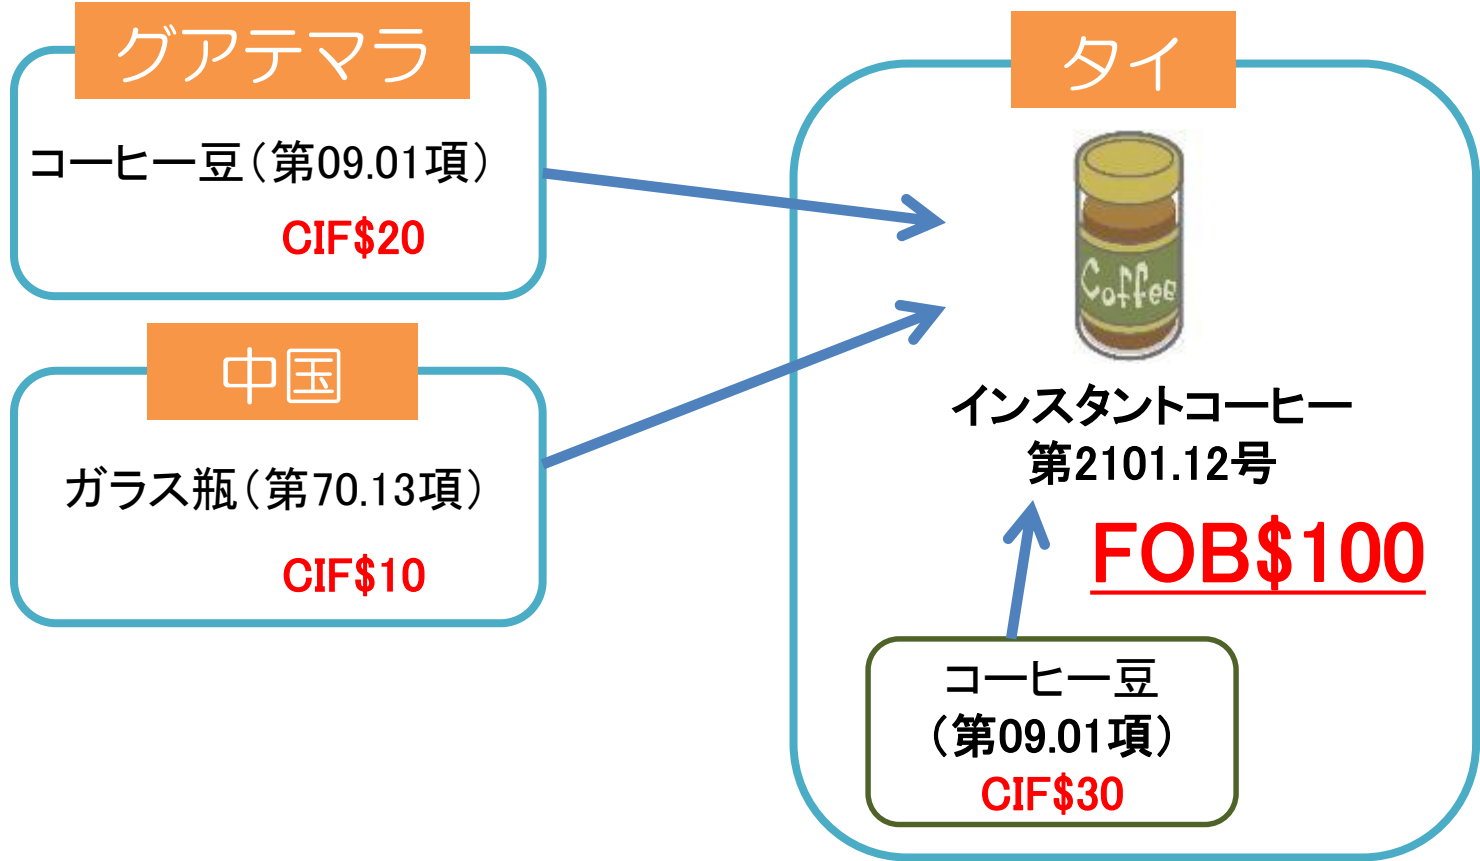 グアテマラ
コーヒー豆（第09.01項）
CIF$20
中国
ガラス瓶（第70.13項）
CIF$10
タイ
Coffee
インスタントコーヒー
第2101.12号
FOB$100
コーヒー豆
（第09.01項）
CIF$30